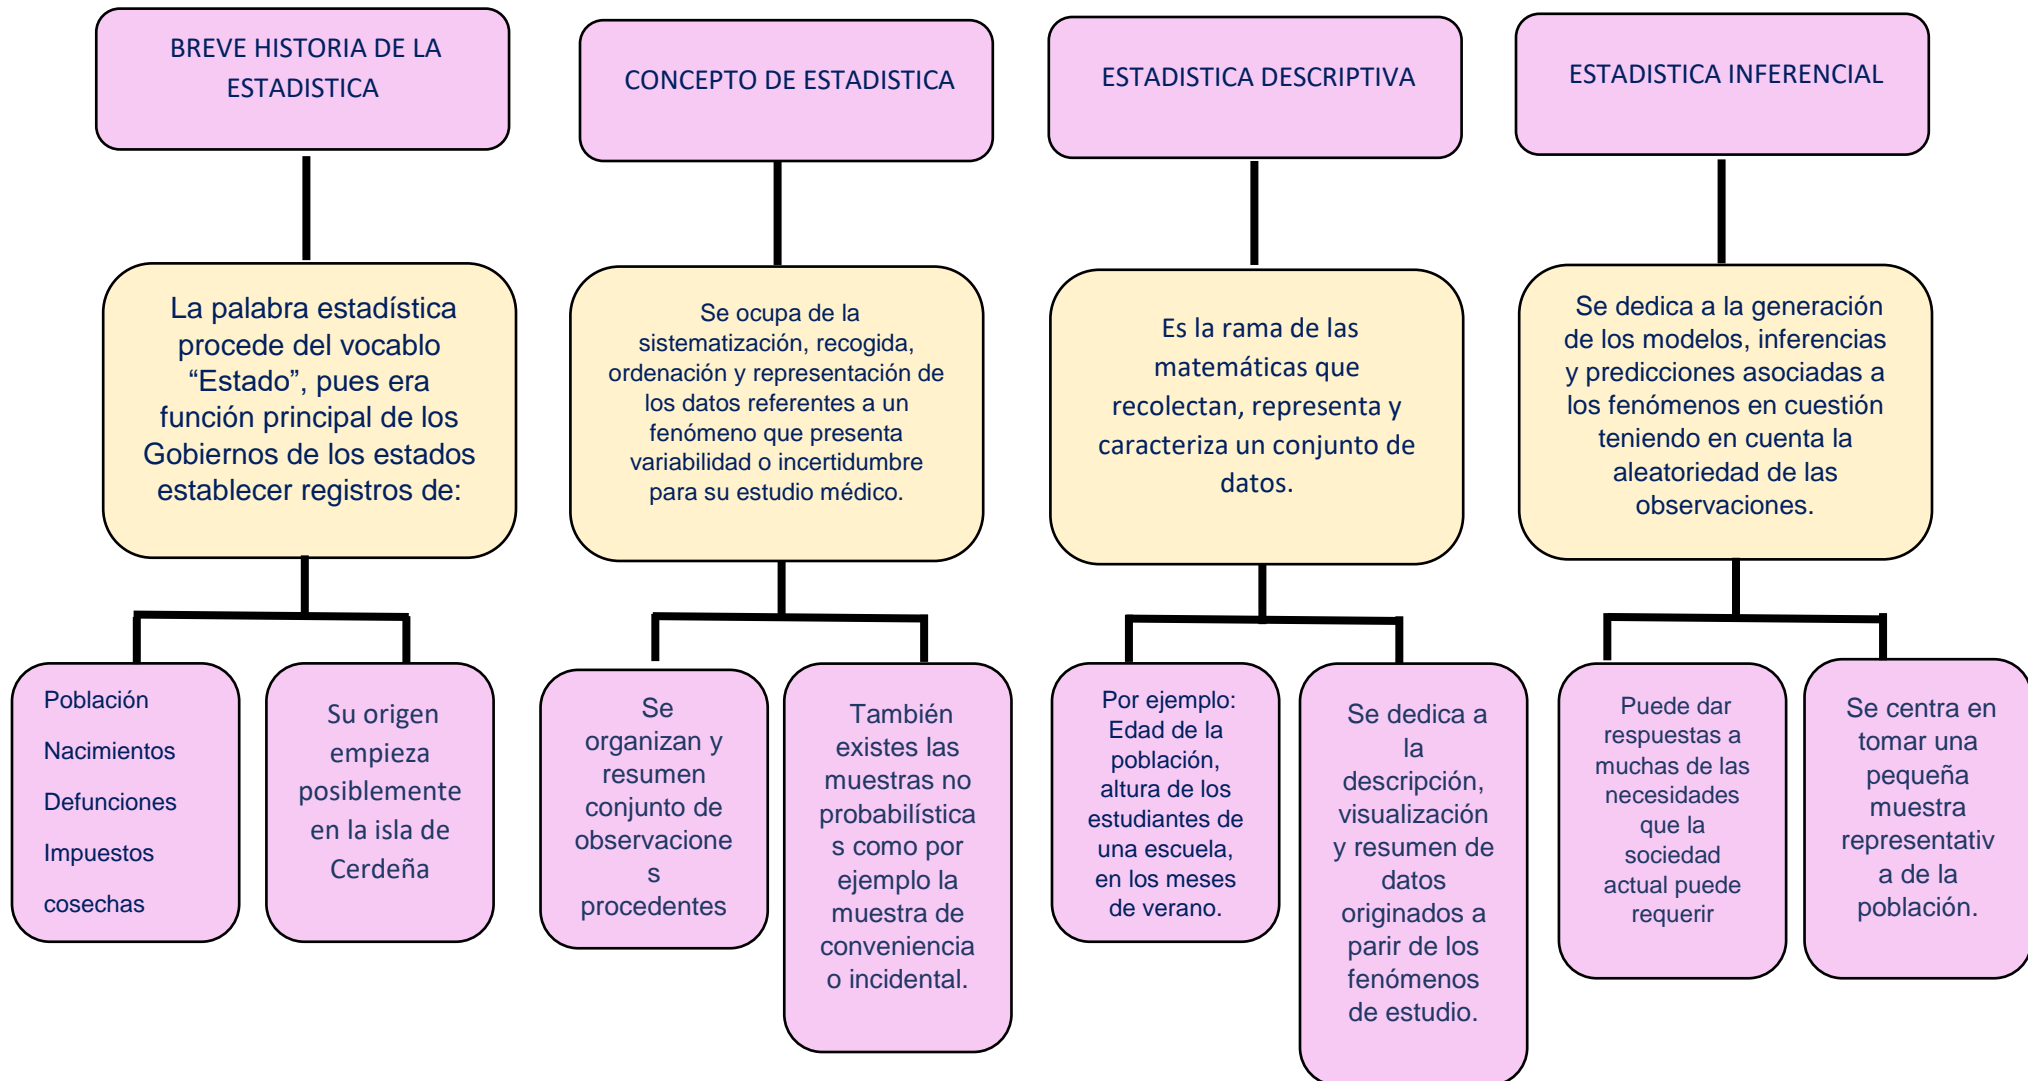 BREVE HISTORIA DE LA
ESTADISTICA
CONCEPTO DE ESTADISTICA
ESTADISTICA DESCRIPTIVA
ESTADISTICA INFERENCIAL
La palabra estadística
procede del vocablo
“Estado”, pues era
función principal de los
Gobiernos de los estados
establecer registros de:
Se ocupa de la
sistematización, recogida,
ordenación y representación de
los datos referentes a un
fenómeno que presenta
variabilidad o incertidumbre
para su estudio médico.
Es la rama de las
matemáticas que
recolectan, representa y
caracteriza un conjunto de
datos.
Se dedica a la generación
de los modelos, inferencias
y predicciones asociadas a
los fenómenos en cuestión
teniendo en cuenta la
aleatoriedad de las
observaciones.
Población
Nacimientos
Defunciones
Impuestos
cosechas
Su origen
empieza
posiblemente
en la isla de
Cerdeña
Se
organizan y
resumen
conjunto de
observacione
s
procedentes
También
existes las
muestras no
probabilística
s como por
ejemplo la
muestra de
conveniencia
o incidental.
Por ejemplo:
Edad de la
población,
altura de los
estudiantes de
una escuela,
en los meses
de verano.
Se dedica a
la
descripción,
visualización
y resumen de
datos
originados a
parir de los
fenómenos
de estudio.
Puede dar
respuestas a
muchas de las
necesidades
que la
sociedad
actual puede
requerir
Se centra en
tomar una
pequeña
muestra
representativ
a de la
población.